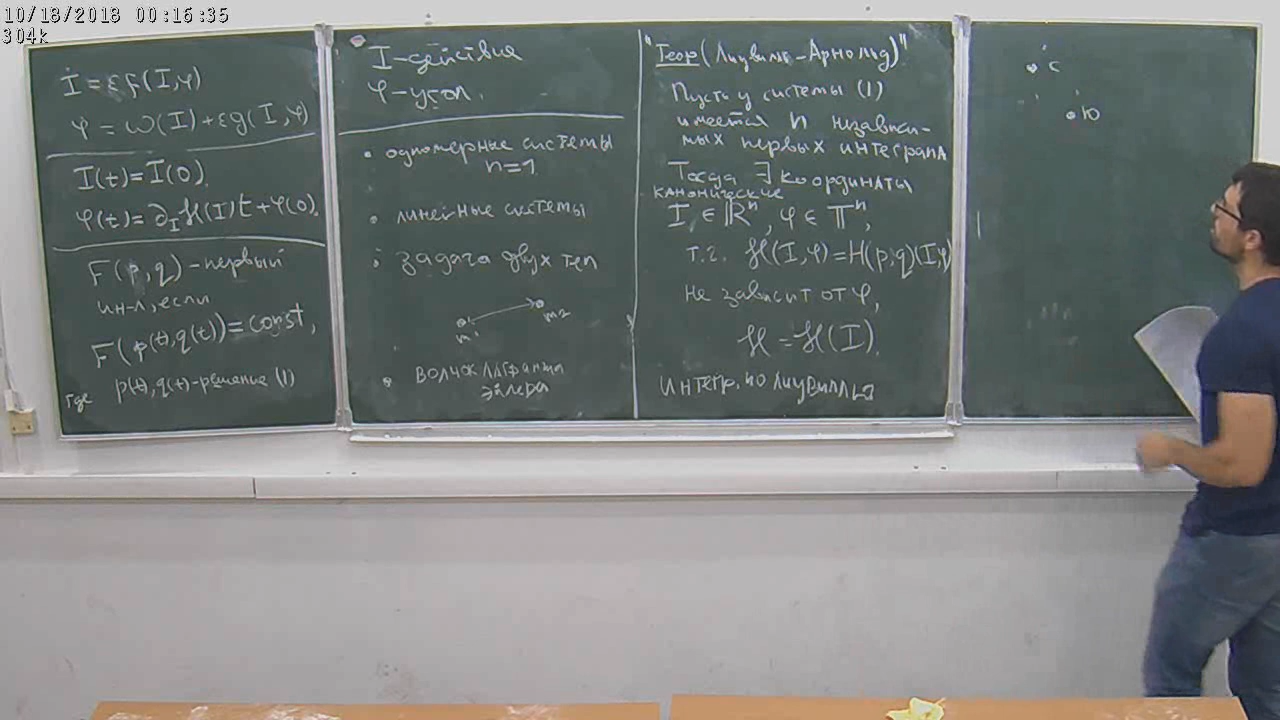 10/18/2018 00:16:35
304k
İ = εf(I,φ)
φ̇ = ω(I) + εg(I,φ)
I(t) = I(0).
φ(t) = ∂_I ℋ(I)t + φ(0).
F(p,q) - первый
ин-л, если
F(p(t),q(t)) = const,
где p(t), q(t) - решение (1)
I - действия
φ - угол.
• одномерные системы
n=1
• линейные системы
• задача двух тел
m1
m2
• волчок Лагранжа
Эйлера
"Теор (Лиувилль-Арнольд)"
Пусть у системы (1)
имеется n независи-
мых первых интеграла
Тогда ∃ координаты
канонические
I ∈ ℝⁿ, φ ∈ 𝕋ⁿ,
т.ч. ℋ(I,φ) = H(p,q)(I,φ)
не зависит от φ,
ℋ = ℋ(I).
интегр. по Лиувиллю
С
Ю